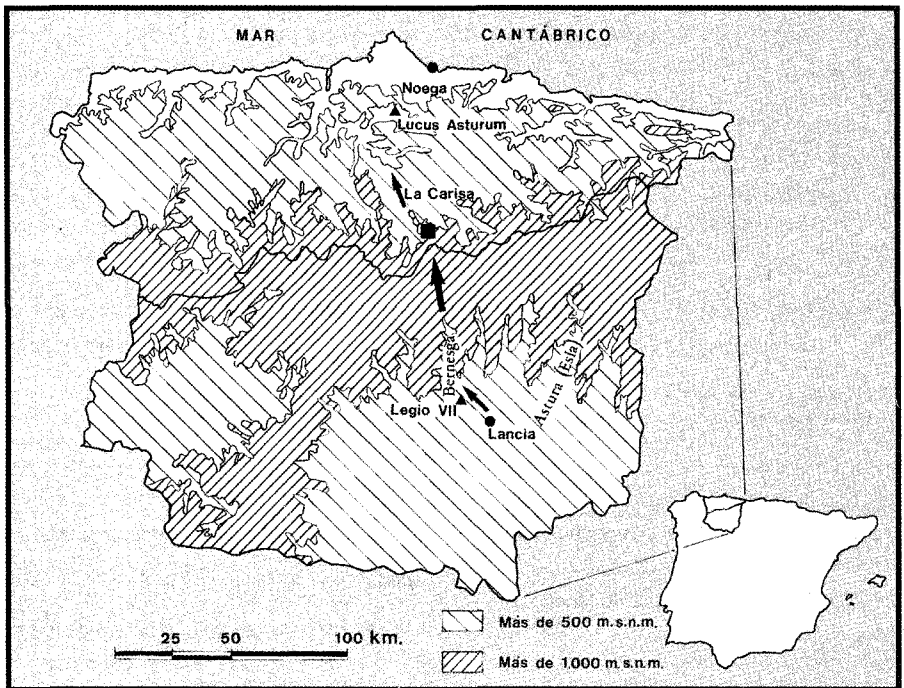 MAR CANTÁBRICO
Noega
Lucus Asturum
La Carisa
Bernesga
Astura (Esla)
Legio VII
Lancia
25 50 100 km.
Más de 500 m.s.n.m.
Más de 1.000 m.s.n.m.